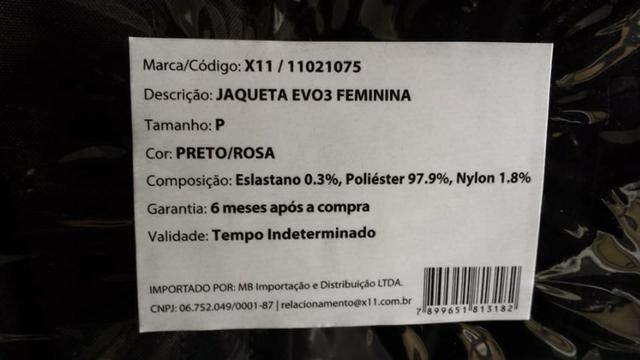 Marca/Código: X11 / 11021075
Descrição: JAQUETA EVO3 FEMININA
Tamanho: P
Cor: PRETO/ROSA
Composição: Eslastano 0.3%, Poliéster 97.9%, Nylon 1.8%
Garantia: 6 meses após a compra
Validade: Tempo Indeterminado
IMPORTADO POR: MB Importação e Distribuição LTDA.
CNPJ: 06.752.049/0001-87 | relacionamento@x11.com.br
7 899651 813182